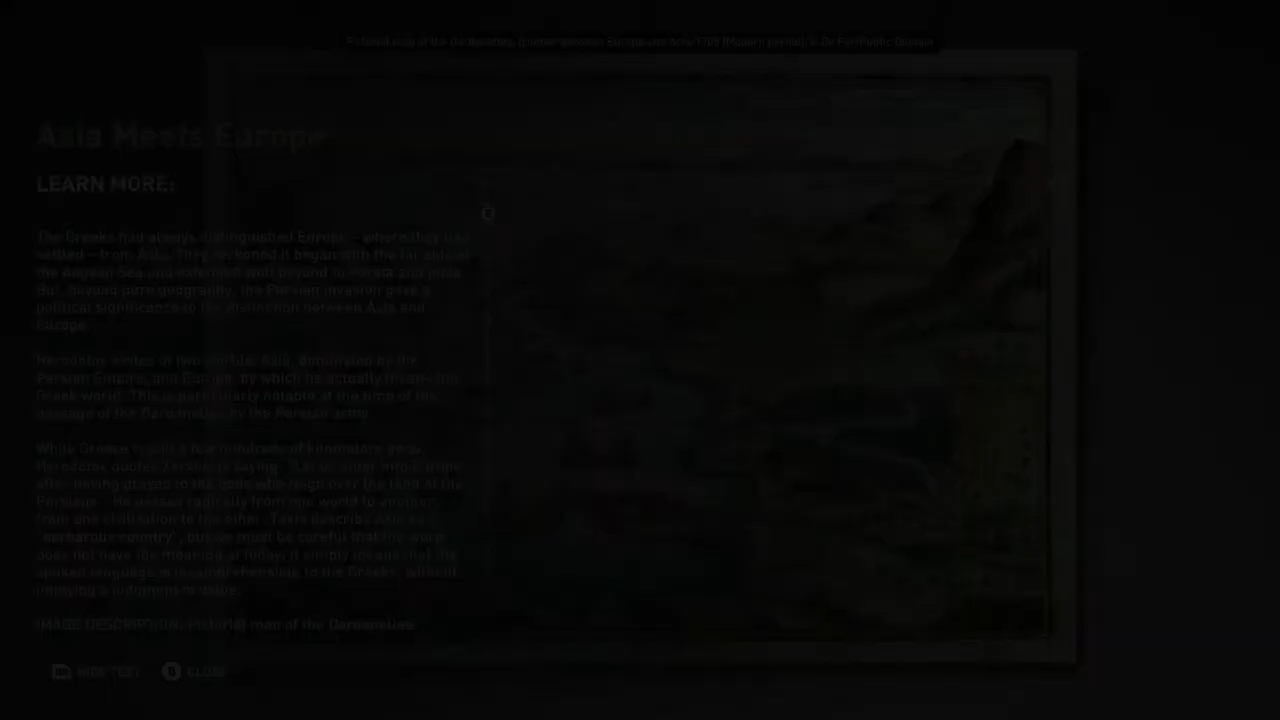 Asia Meets Europe
LEARN MORE:
The Greeks had always distinguished Europe – where they had
settled – from Asia. They reckoned it began with the far side of
the Aegean Sea and extended well beyond to Persia and India.
But, beyond pure geography, the Persian invasion gave a
political significance to the distinction between Asia and
Europe.
Herodotos writes of two worlds: Asia, dominated by the
Persian Empire, and Europe, by which he actually meant the
Greek world. This is particularly notable at the time of the
passage of the Dardanelles by the Persian army.
While Greece is just a few hundreds of kilometers away,
Herodotos quotes Xerxes as saying: "Let us enter into Europe
after having prayed to the gods who reign over the land of the
Persians." He passes radically from one world to another,
from one civilisation to the other. Texts describe Asia as a
"barbarous country", but we must be careful that the word
does not have the meaning of today: it simply means that the
spoken language is incomprehensible to the Greeks, without
implying a judgment of value.
IMAGE DESCRIPTION: Pictorial map of the Dardanelles
HIDE TEXT
B CLOSE